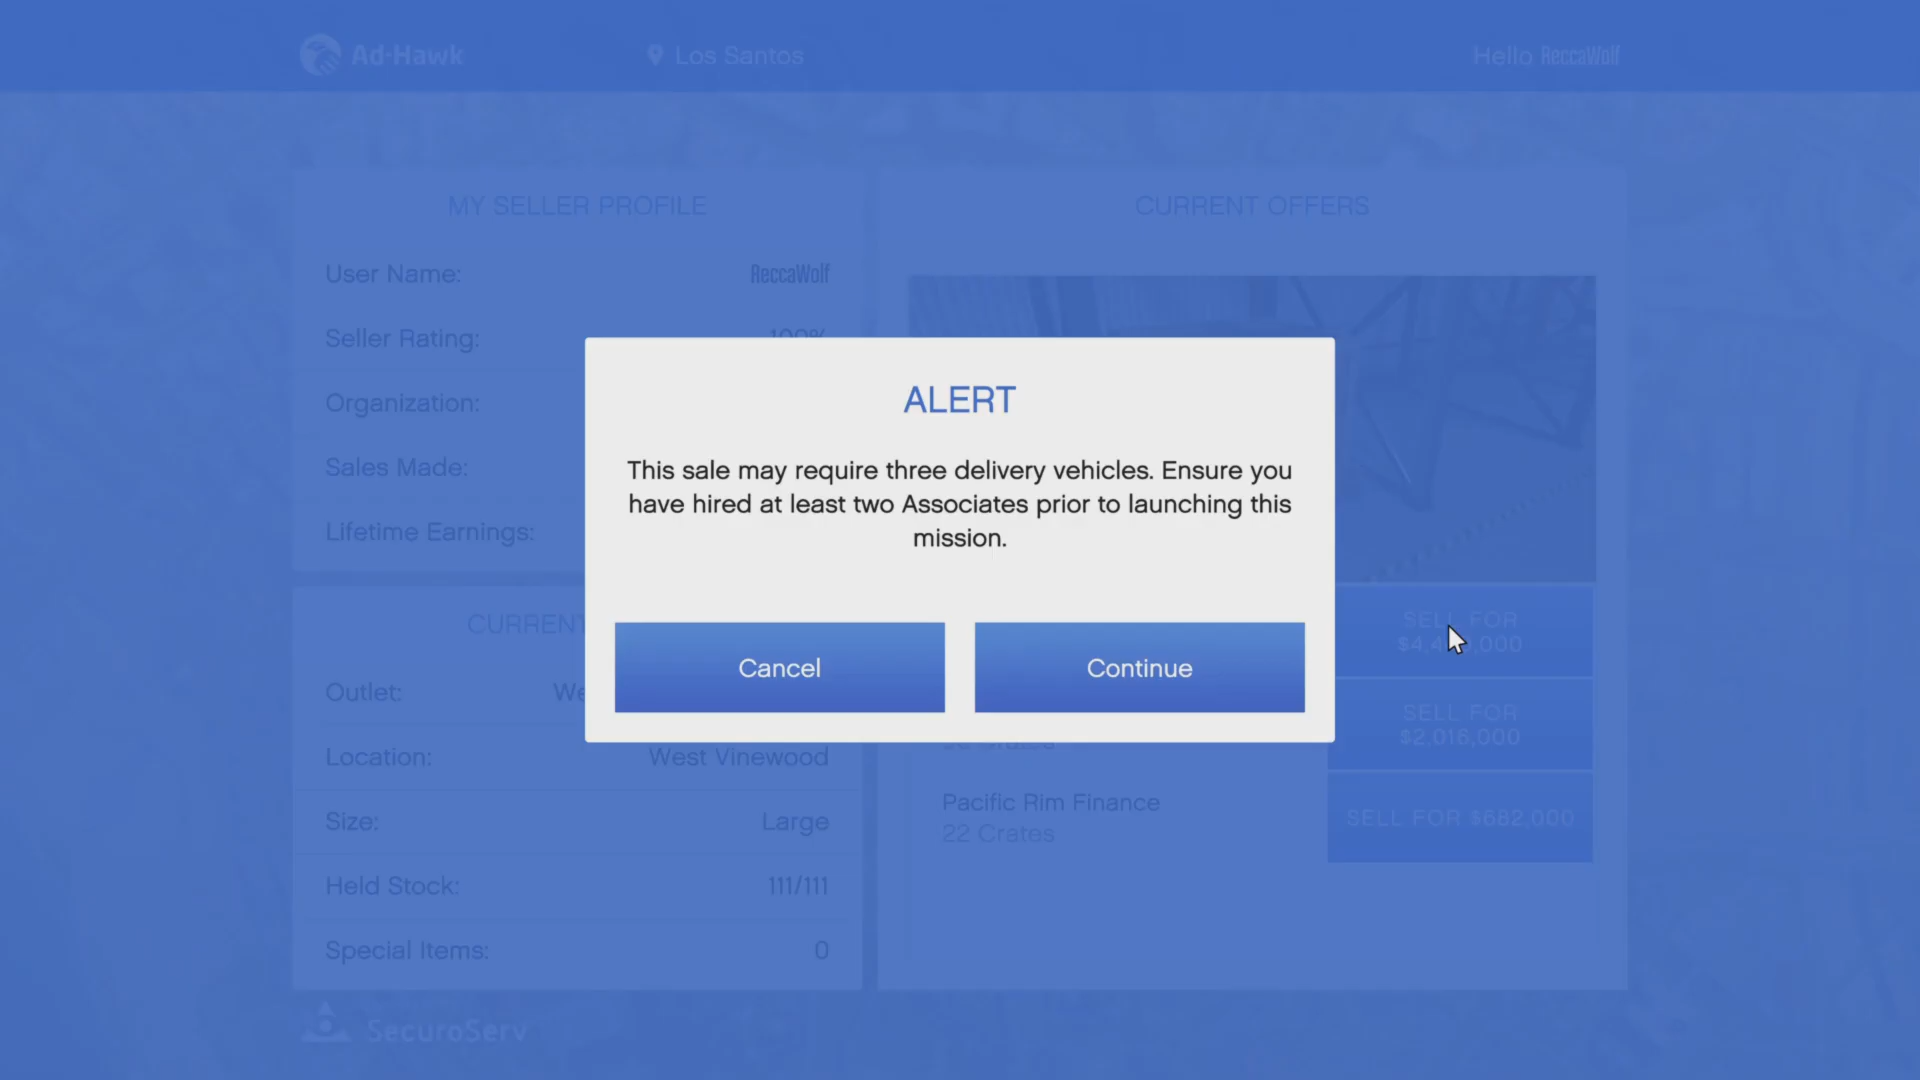 Ad-Hawk
Los Santos
Hello ReccaWolf
MY SELLER PROFILE
User Name: ReccaWolf
Seller Rating: 100%
Organization:
Sales Made:
Lifetime Earnings:
CURRENT OFFERS
ALERT
This sale may require three delivery vehicles. Ensure you
have hired at least two Associates prior to launching this
mission.
Cancel
Continue
SELL FOR
SELL FOR
$2,016,000
Pacific Rim Finance
22 Crates
SELL FOR $682,000
CURRENT
Outlet: We
Location: West Vinewood
Size: Large
Held Stock: 111/111
Special Items: 0
SecuroServ